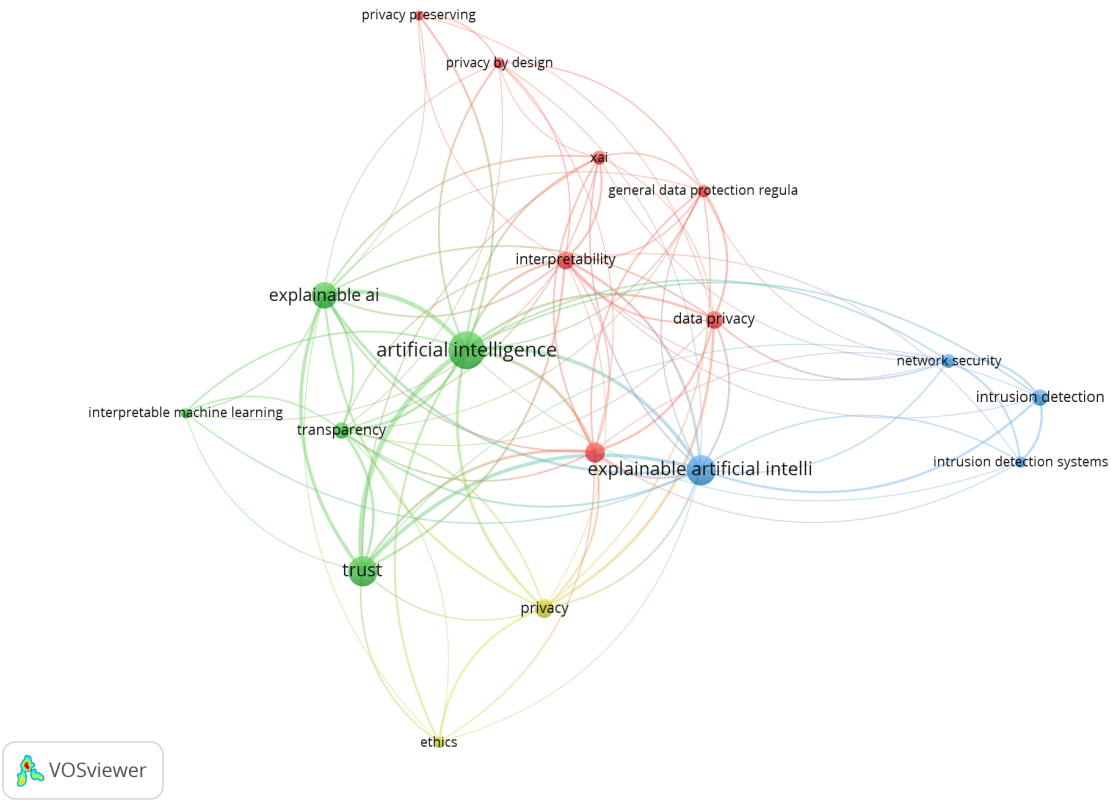 privacy preserving
privacy by design
xai
general data protection regula
interpretability
explainable ai
data privacy
artificial intelligence
network security
intrusion detection
interpretable machine learning
transparency
intrusion detection systems
explainable artificial intelli
trust
privacy
ethics
VOSviewer